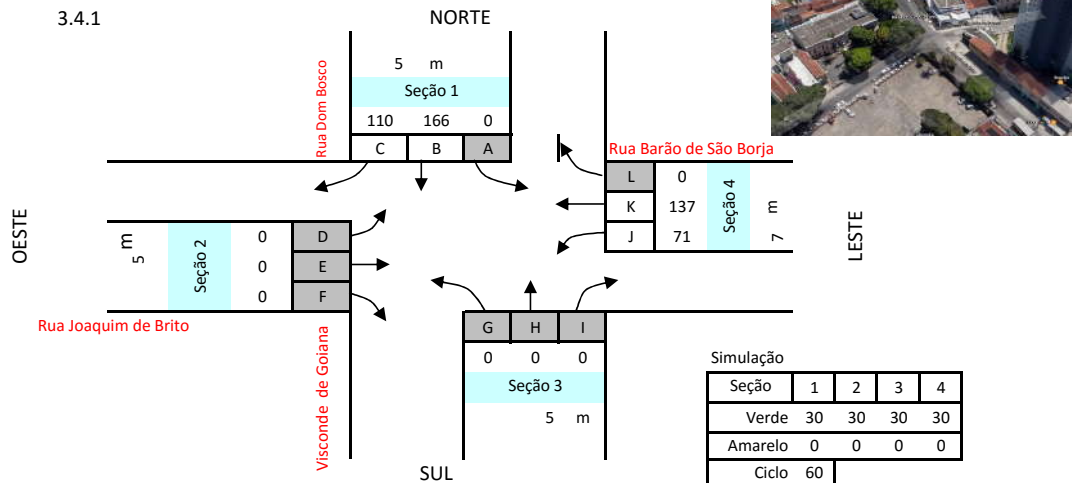 3.4.1
NORTE
5 m
Seção 1
110 166 0
C B A
Rua Dom Bosco
Rua Barão de São Borja
L 0
K 137
J 71
Seção 4
7 m
LESTE
OESTE
5 m
Seção 2
0 D
0 E
0 F
Rua Joaquim de Brito
Visconde de Goiana
G H I
0 0 0
Seção 3
5 m
SUL
Simulação
Seção 1 2 3 4
Verde 30 30 30 30
Amarelo 0 0 0 0
Ciclo 60